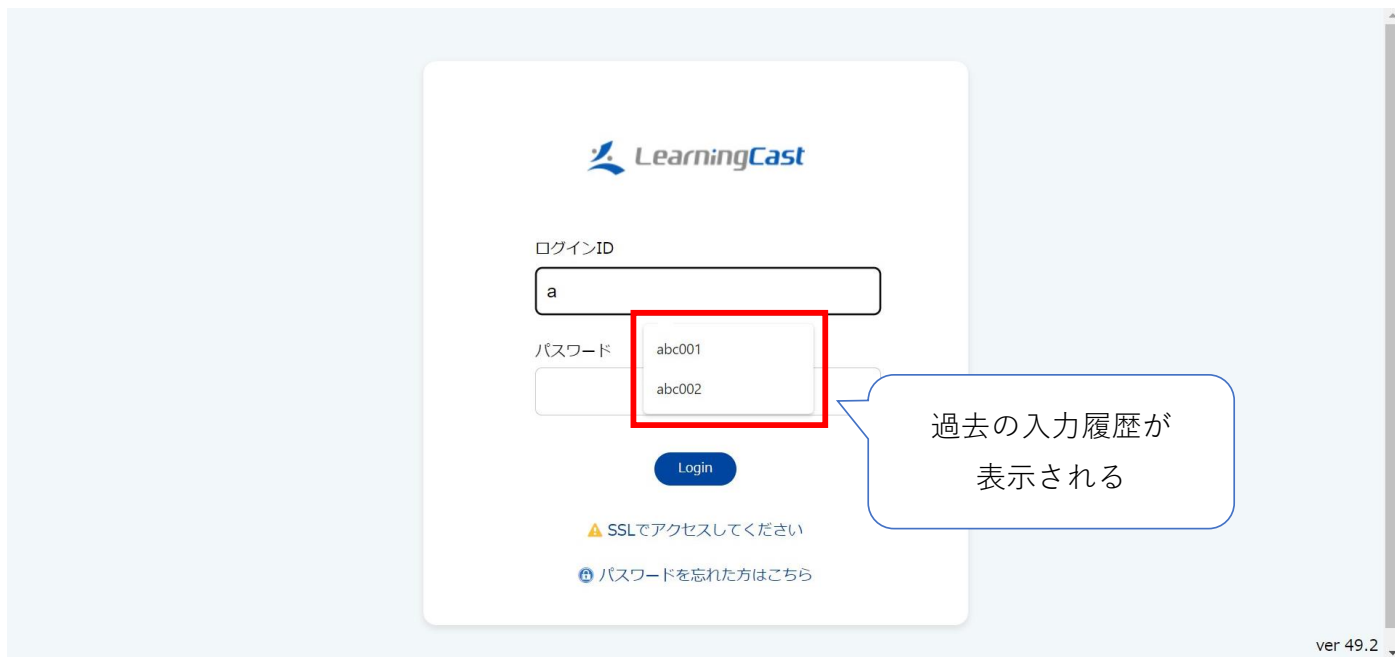 LearningCast
ログインID
a
パスワード
abc001
abc002
過去の入力履歴が
表示される
Login
SSLでアクセスしてください
パスワードを忘れた方はこちら
ver 49.2